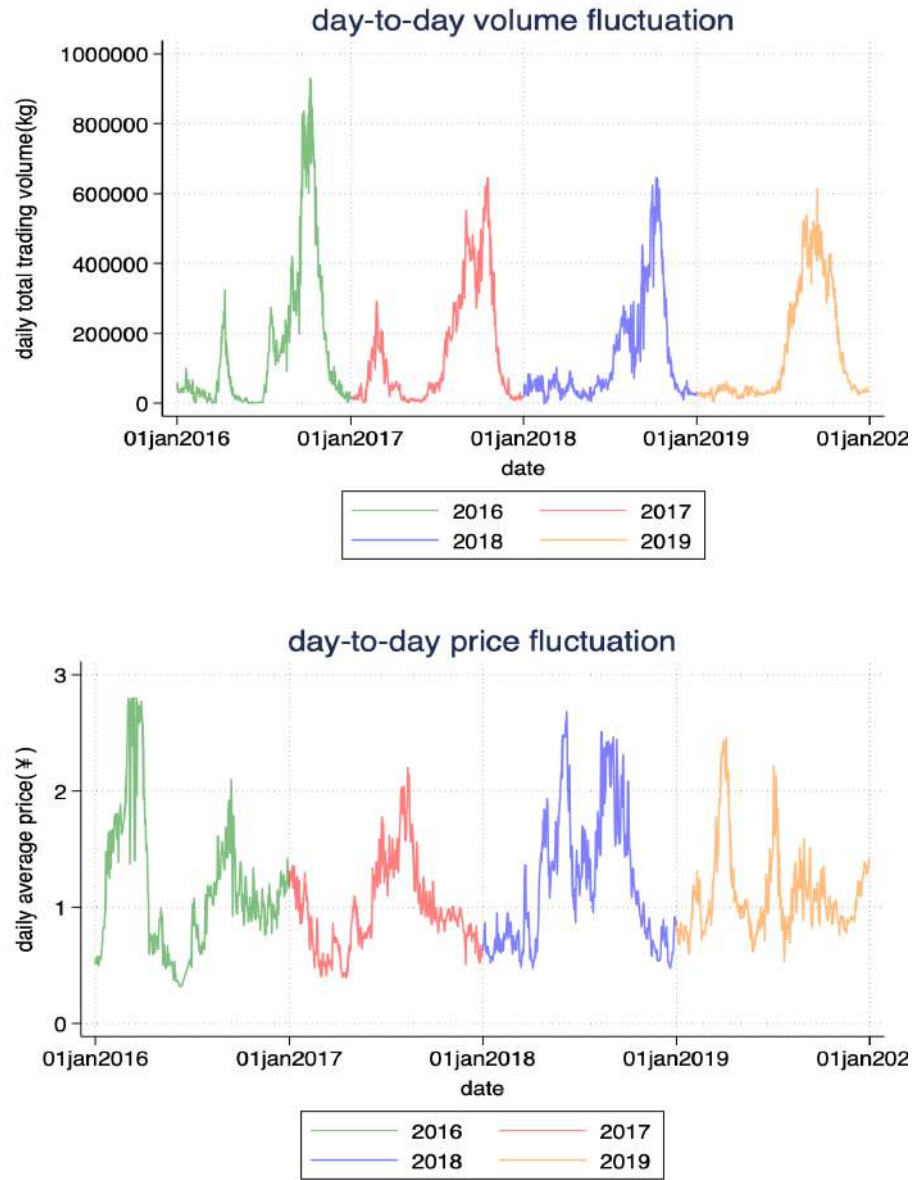 day-to-day volume fluctuation
daily total trading volume(kg)
1000000
800000
600000
400000
200000
0
01jan2016 01jan2017 01jan2018 01jan2019 01jan202
date
2016 2017
2018 2019
day-to-day price fluctuation
daily average price(¥)
3
2
1
0
01jan2016 01jan2017 01jan2018 01jan2019 01jan202
date
2016 2017
2018 2019